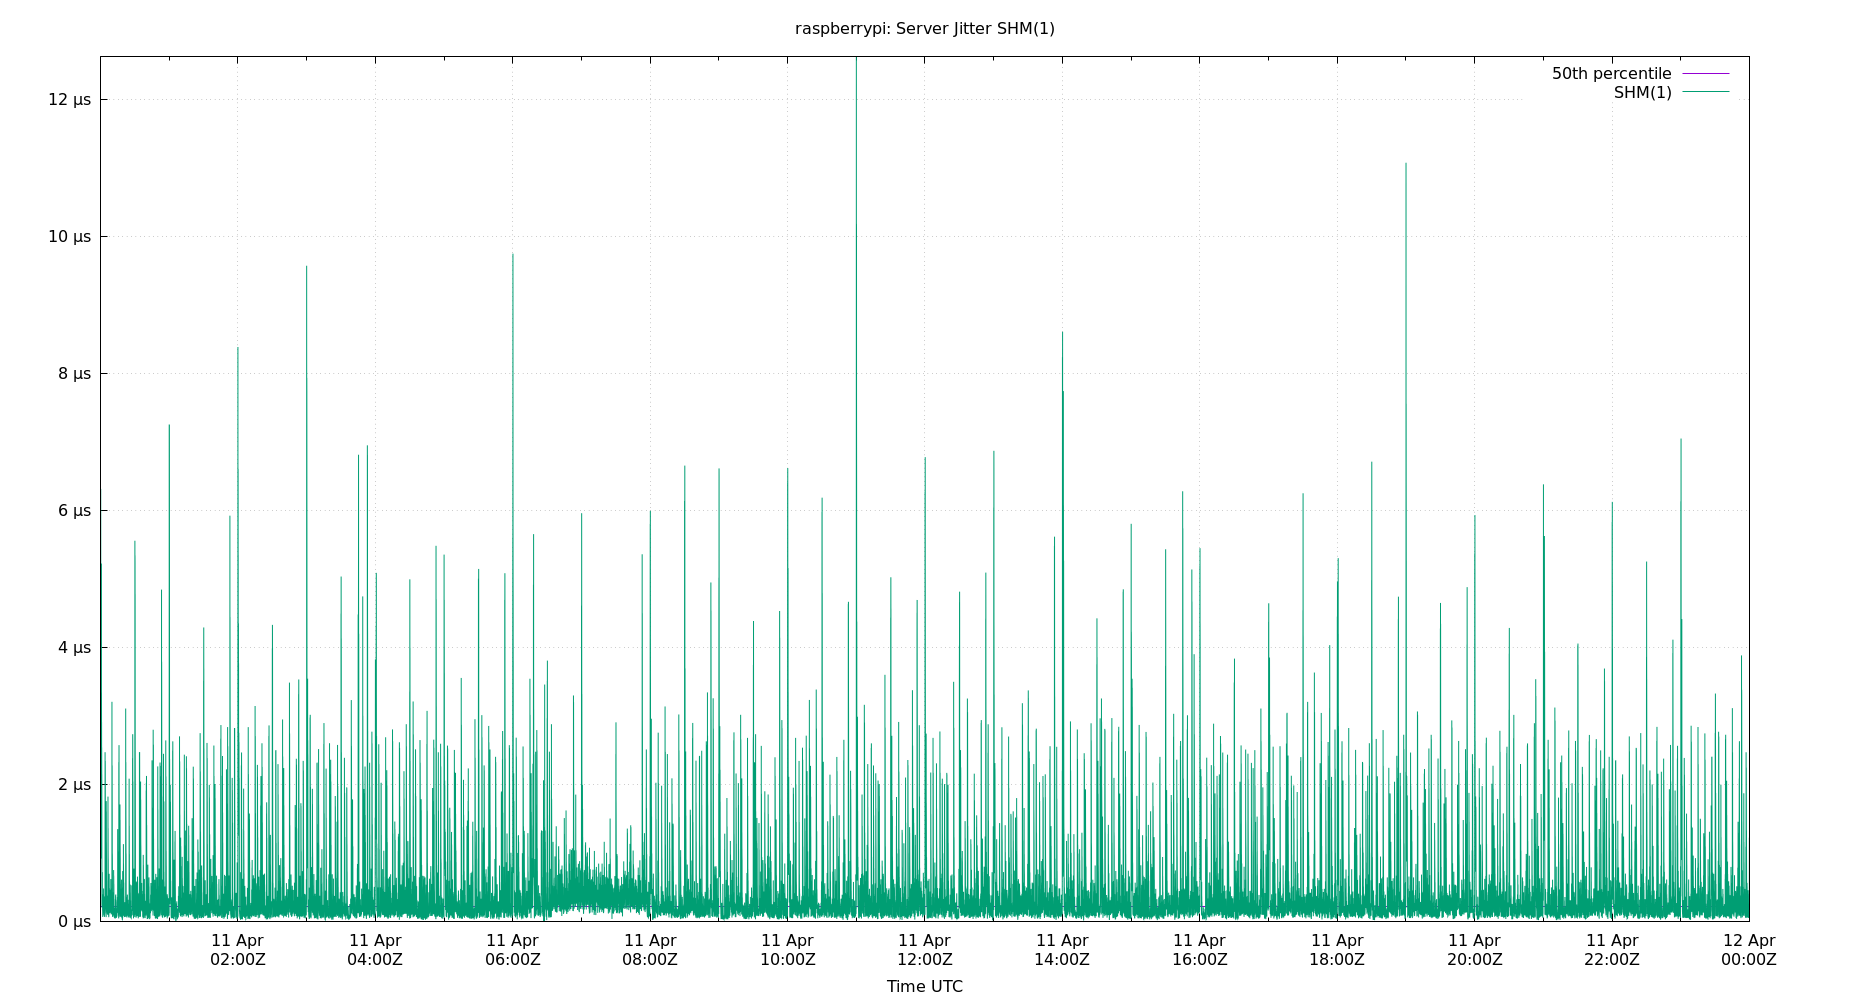 raspberrypi: Server Jitter SHM(1)
50th percentile
SHM(1)
12 μs
10 μs
8 μs
6 μs
4 μs
2 μs
0 μs
11 Apr 11 Apr 11 Apr 11 Apr 11 Apr 11 Apr 11 Apr 11 Apr 11 Apr 11 Apr 11 Apr 12 Apr
02:00Z 04:00Z 06:00Z 08:00Z 10:00Z 12:00Z 14:00Z 16:00Z 18:00Z 20:00Z 22:00Z 00:00Z
Time UTC